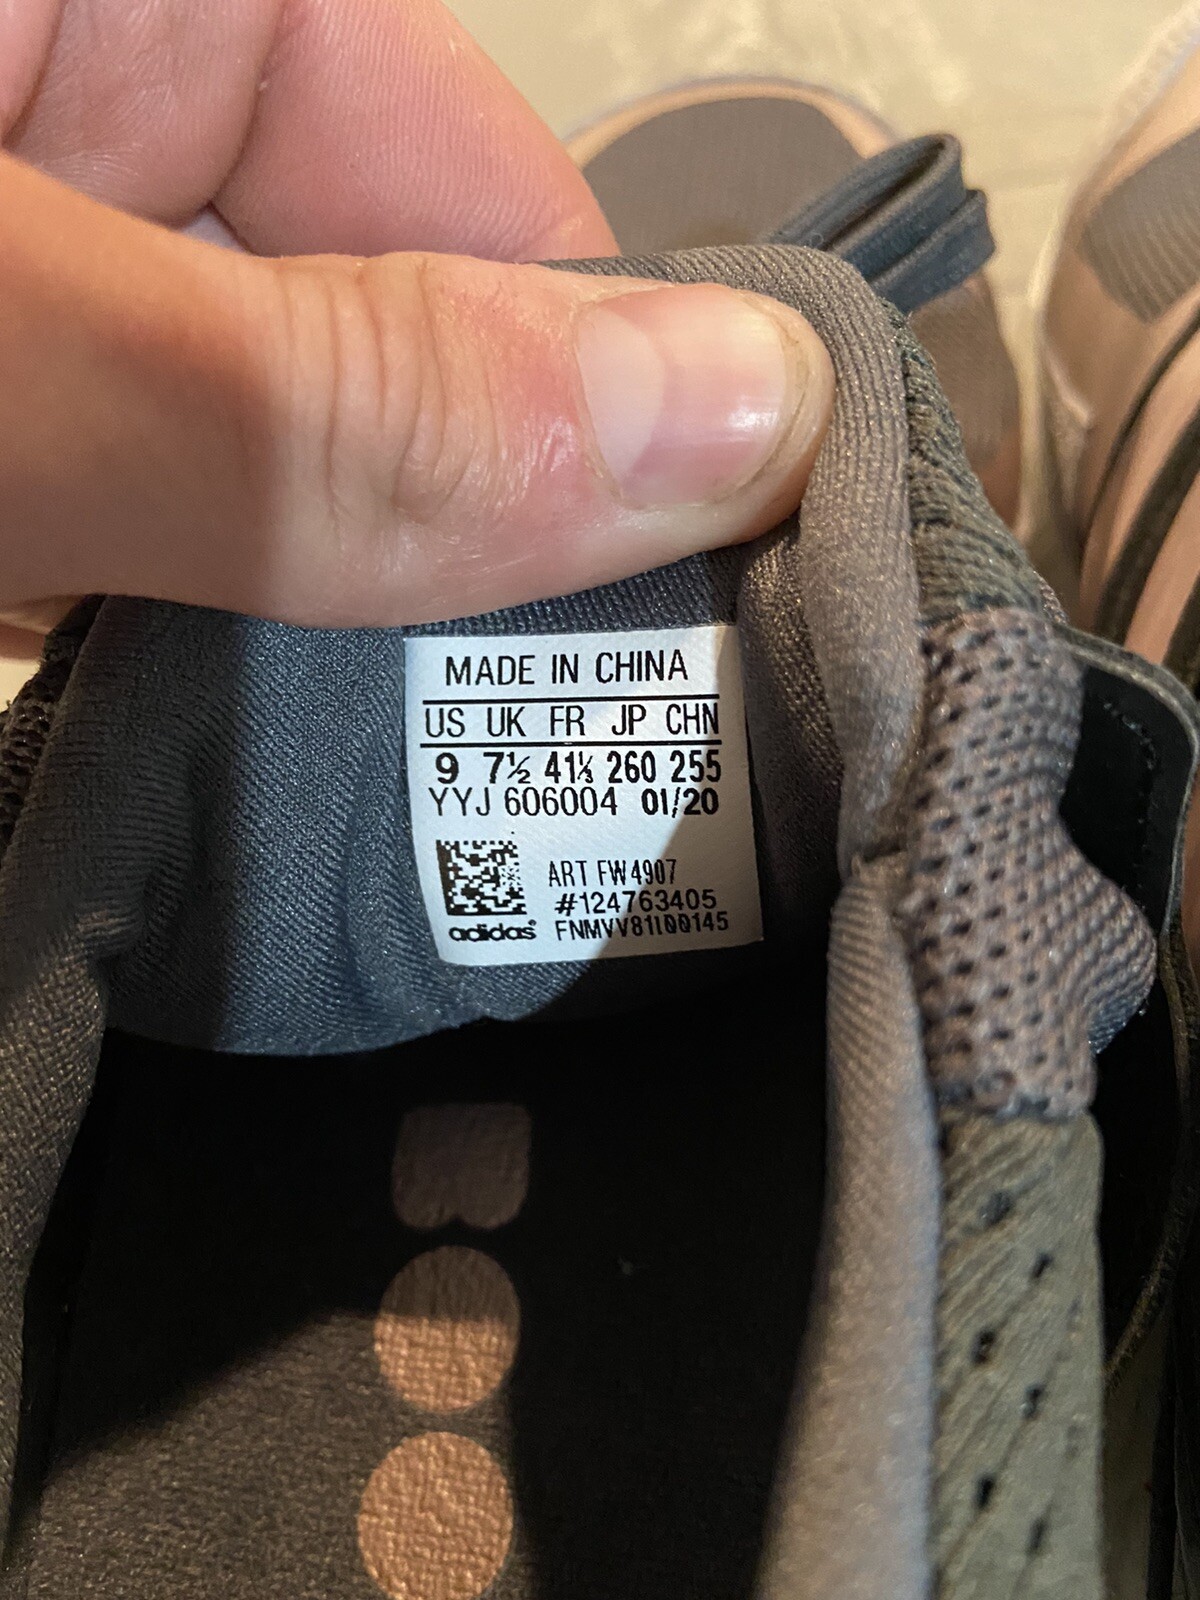 MADE IN CHINA
US UK FR JP CHN
9 7½ 41⅓ 260 255
YYJ 606004 01/20
ART FW4907
#124763405
adidas® FNMVV81100145